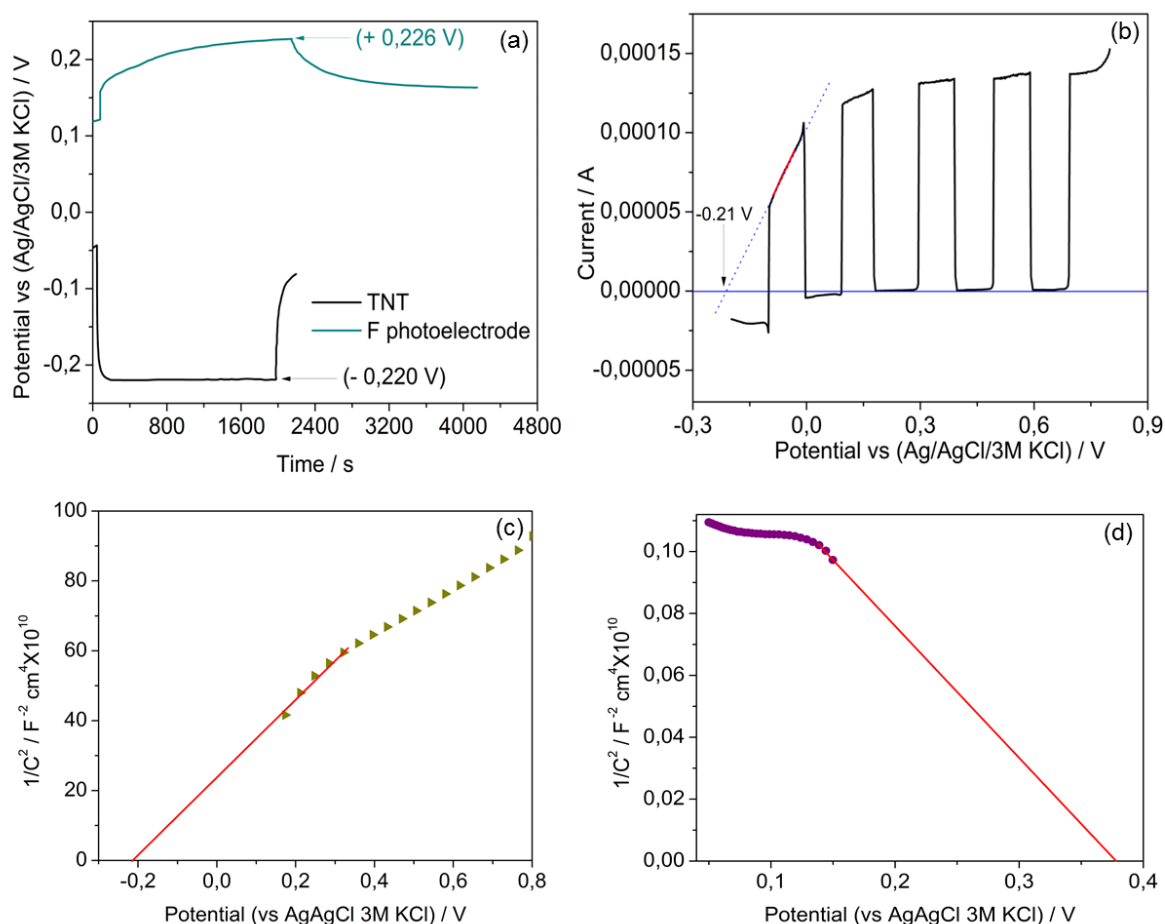 (a)
(+ 0,226 V)
0,2
0,1
0,0
-0,1
-0,2
Potential vs (Ag/AgCl/3M KCl) / V
TNT
F photoelectrode
(- 0,220 V)
0
800
1600
2400
3200
4000
4800
Time / s
(b)
0,00015
0,00010
0,00005
0,00000
-0,00005
Current / A
-0.21 V
-0,3
0,0
0,3
0,6
0,9
Potential vs (Ag/AgCl/3M KCl) / V
(c)
100
80
60
40
20
0
1/C² / F⁻² cm⁴X10¹⁰
-0,2
0,0
0,2
0,4
0,6
0,8
Potential (vs AgAgCl 3M KCl) / V
(d)
0,10
0,08
0,06
0,04
0,02
0,00
1/C² / F⁻² cm⁴X10¹⁰
0,1
0,2
0,3
0,4
Potential (vs AgAgCl 3M KCl) / V